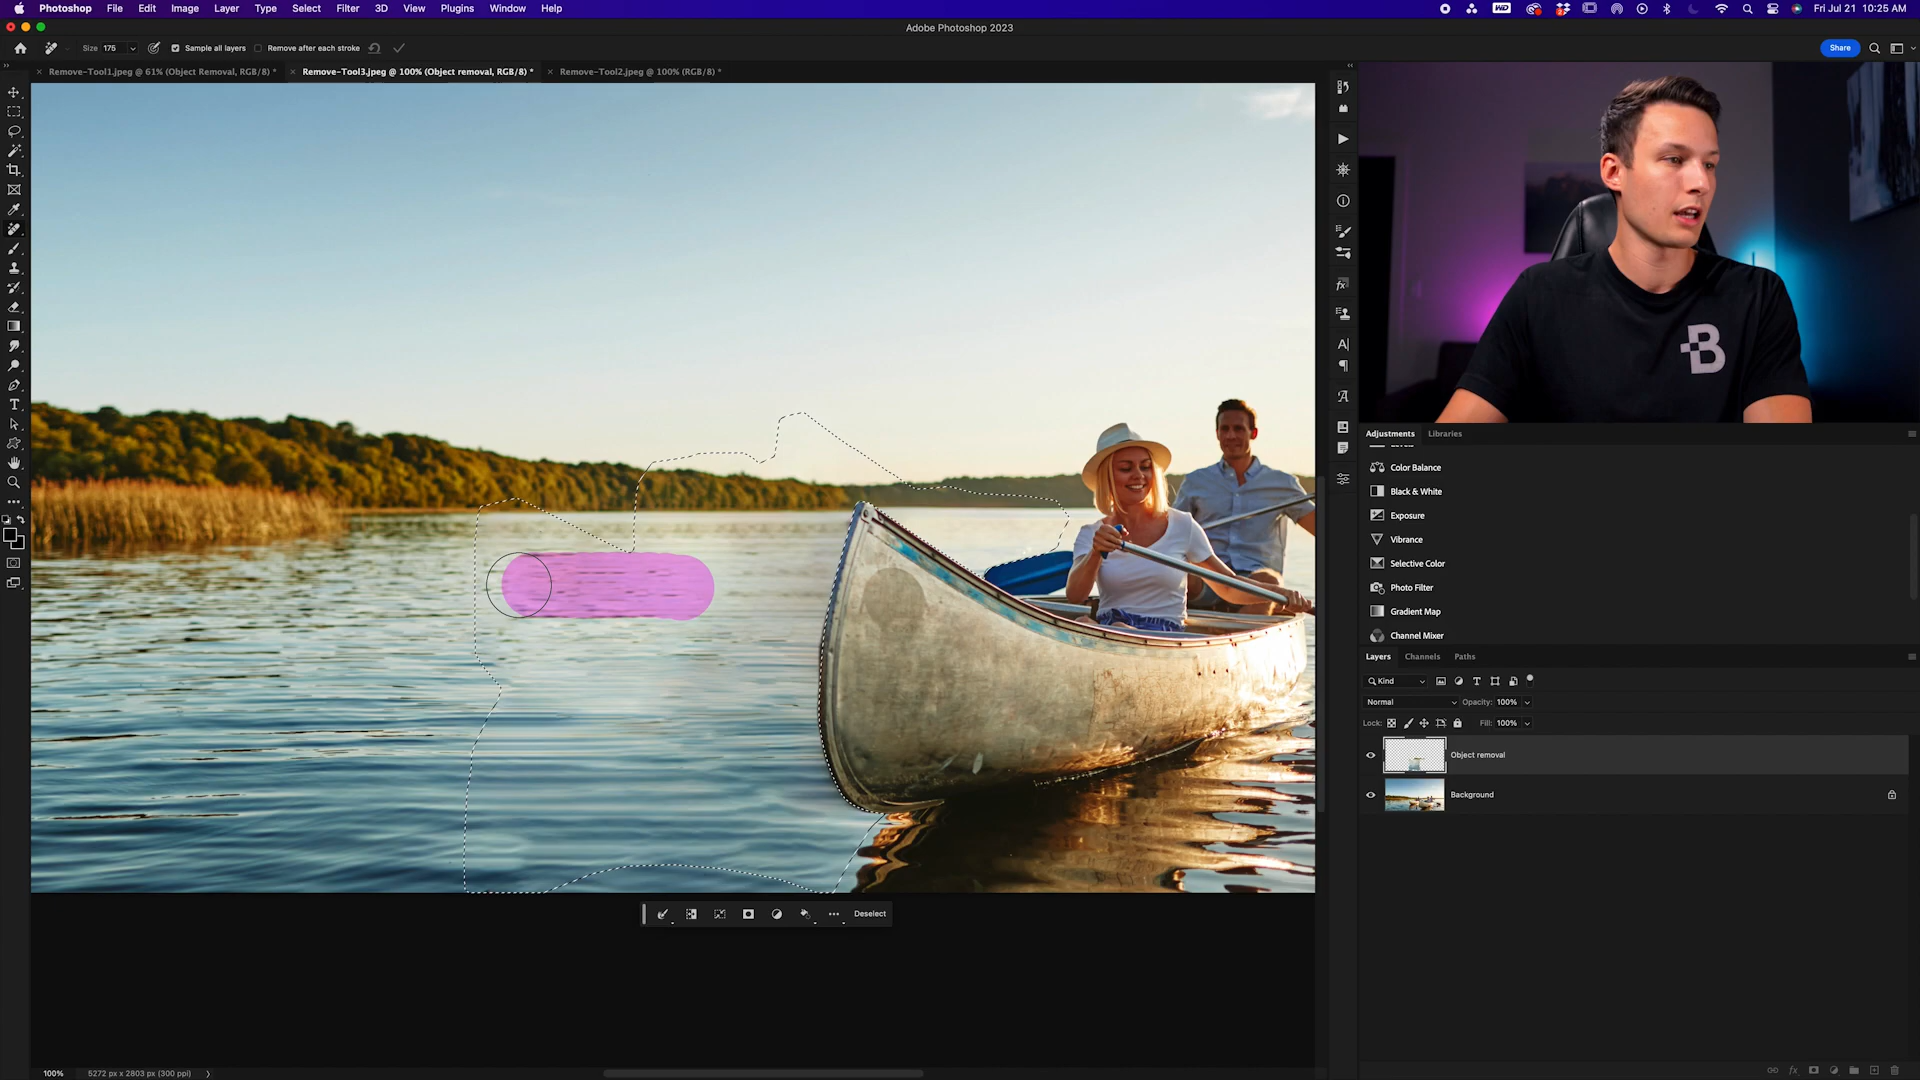 Photoshop File Edit Image Layer Type Select Filter 3D View Plugins Window Help
WD
2
Fri Jul 21 10:25 AM
Adobe Photoshop 2023
Size 175 Sample all layers Remove after each stroke
Share
Remove-Tool1.jpeg @ 61% (Object Removal, RGB/8) *
Remove-Tool3.jpeg @ 100% (Object removal, RGB/8) *
Remove-Tool2.jpeg @ 100% (RGB/8) *
B
Adjustments Libraries
Color Balance
Black & White
Exposure
Vibrance
Selective Color
Photo Filter
Gradient Map
Channel Mixer
Layers Channels Paths
Kind
Normal Opacity: 100%
Lock: Fill: 100%
Object removal
Background
Deselect
100% 5272 px x 2803 px (300 ppi)